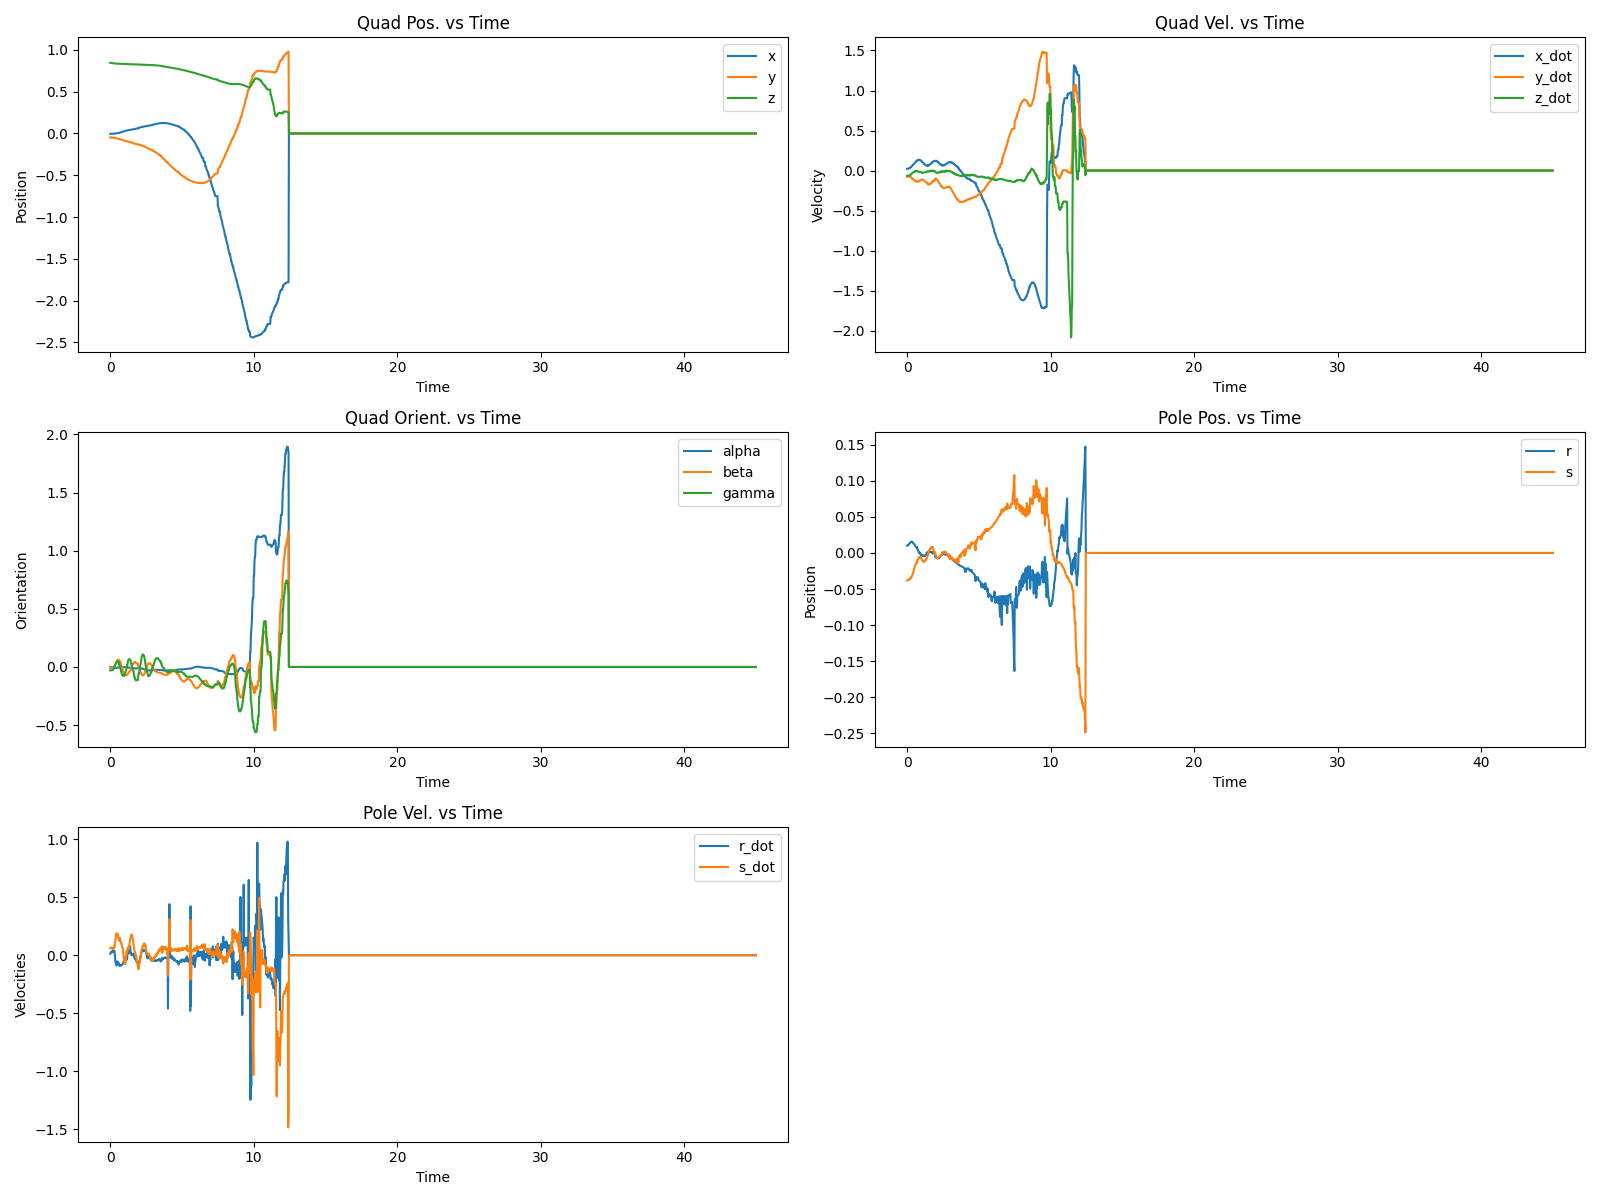 Quad Pos. vs Time
1.0
0.5
0.0
−0.5
−1.0
−1.5
−2.0
−2.5
Position
0 10 20 30 40
Time
x
y
z
Quad Vel. vs Time
1.5
1.0
0.5
0.0
−0.5
−1.0
−1.5
−2.0
Velocity
0 10 20 30 40
Time
x_dot
y_dot
z_dot
Quad Orient. vs Time
2.0
1.5
1.0
0.5
0.0
−0.5
Orientation
0 10 20 30 40
Time
alpha
beta
gamma
Pole Pos. vs Time
0.15
0.10
0.05
0.00
−0.05
−0.10
−0.15
−0.20
−0.25
Position
0 10 20 30 40
Time
r
s
Pole Vel. vs Time
1.0
0.5
0.0
−0.5
−1.0
−1.5
Velocities
0 10 20 30 40
Time
r_dot
s_dot